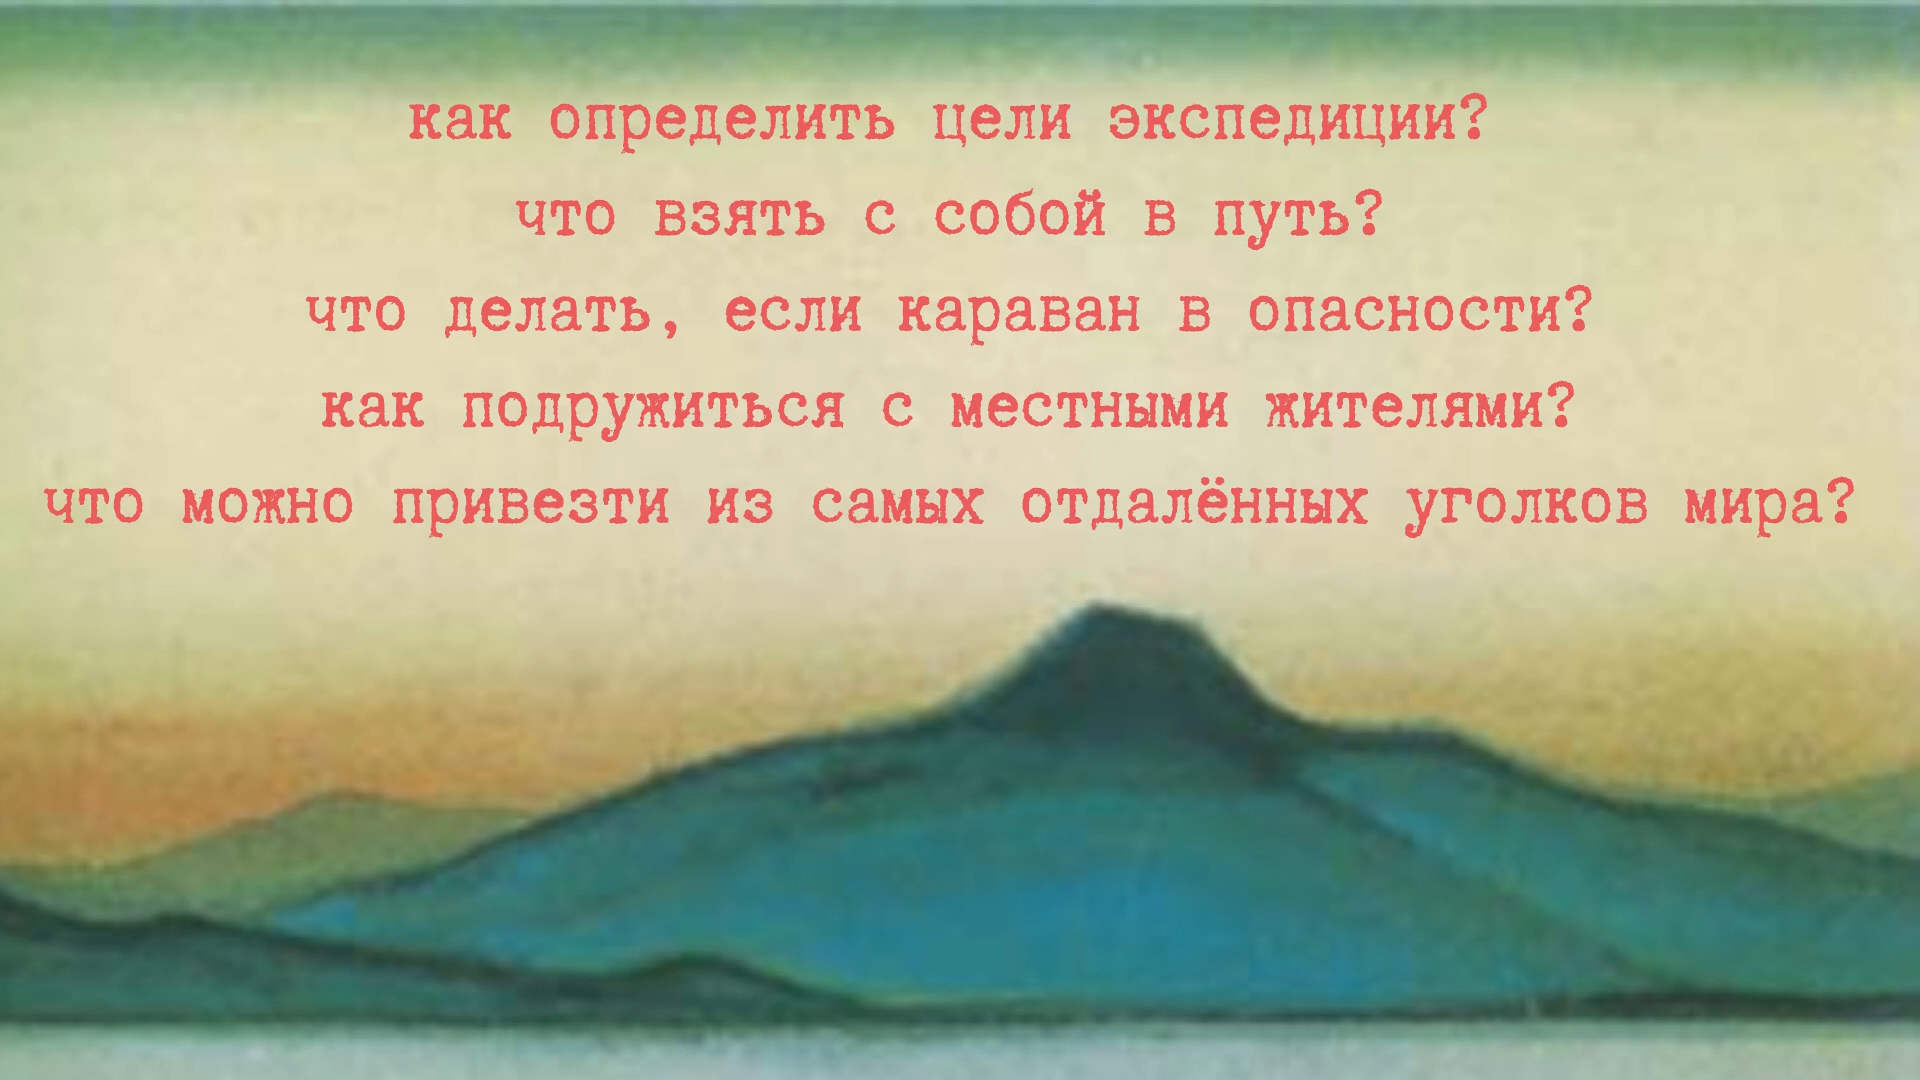 как определить цели экспедиции?
что взять с собой в путь?
что делать, если караван в опасности?
как подружиться с местными жителями?
что можно привезти из самых отдалённых уголков мира?